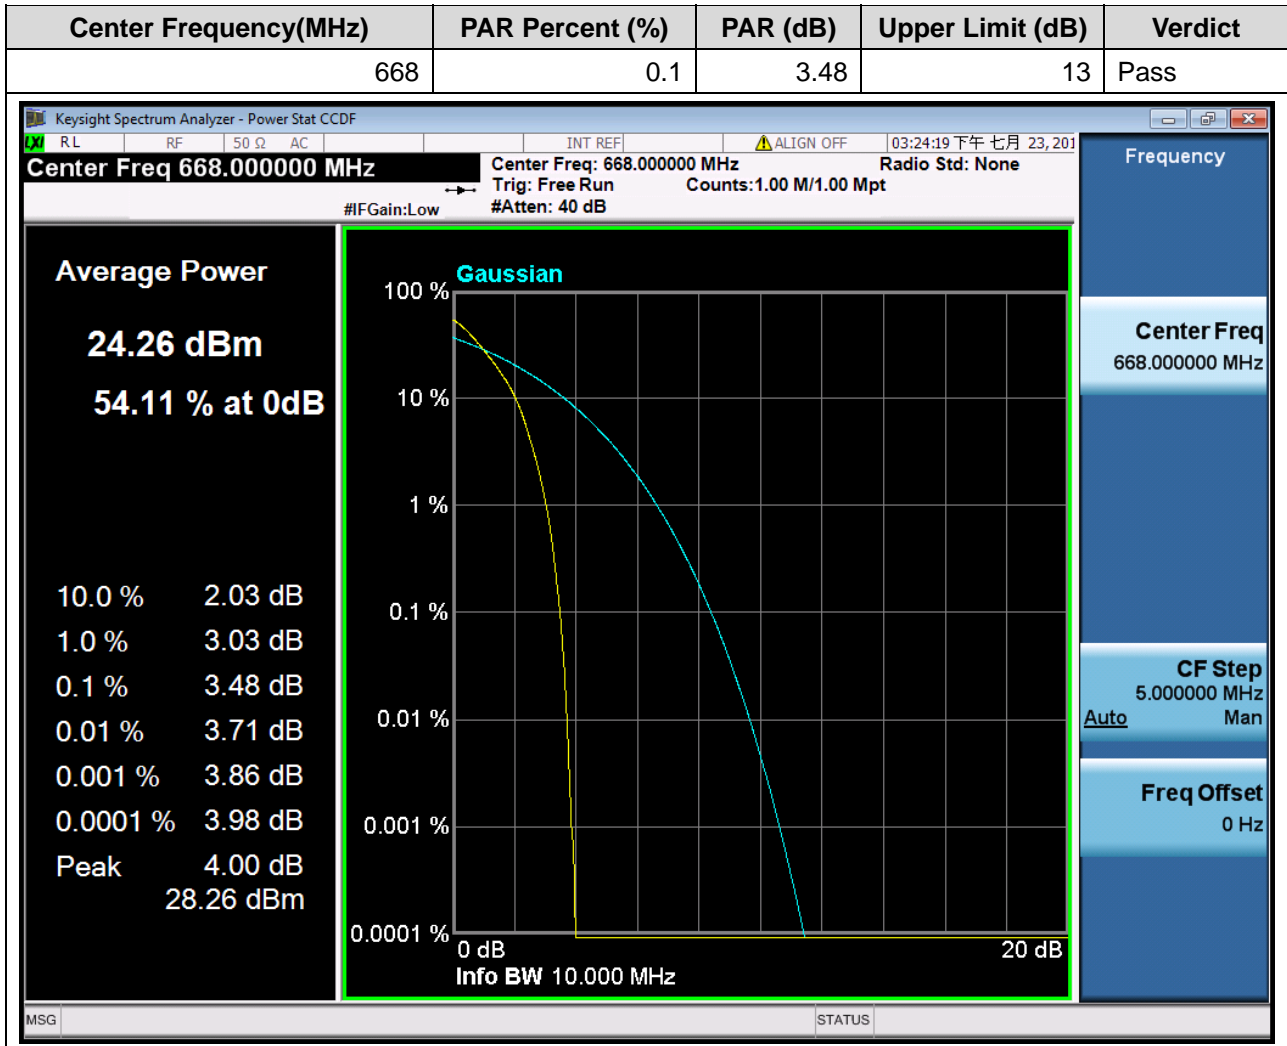 Center Frequency(MHz) PAR Percent (%) PAR (dB) Upper Limit (dB) Verdict
668 0.1 3.48 13 Pass
Keysight Spectrum Analyzer - Power Stat CCDF
LXI RL RF 50 Ω AC INT REF ALIGN OFF 03:24:19 下午 七月 23, 201
Center Freq 668.000000 MHz
#IFGain:Low
Center Freq: 668.000000 MHz Radio Std: None
Trig: Free Run Counts:1.00 M/1.00 Mpt
#Atten: 40 dB
Average Power
24.26 dBm
54.11 % at 0dB
10.0 % 2.03 dB
1.0 % 3.03 dB
0.1 % 3.48 dB
0.01 % 3.71 dB
0.001 % 3.86 dB
0.0001 % 3.98 dB
Peak 4.00 dB
28.26 dBm
Gaussian
100 %
10 %
1 %
0.1 %
0.01 %
0.001 %
0.0001 %
0 dB 20 dB
Info BW 10.000 MHz
Frequency
Center Freq
668.000000 MHz
CF Step
5.000000 MHz
Auto Man
Freq Offset
0 Hz
MSG STATUS